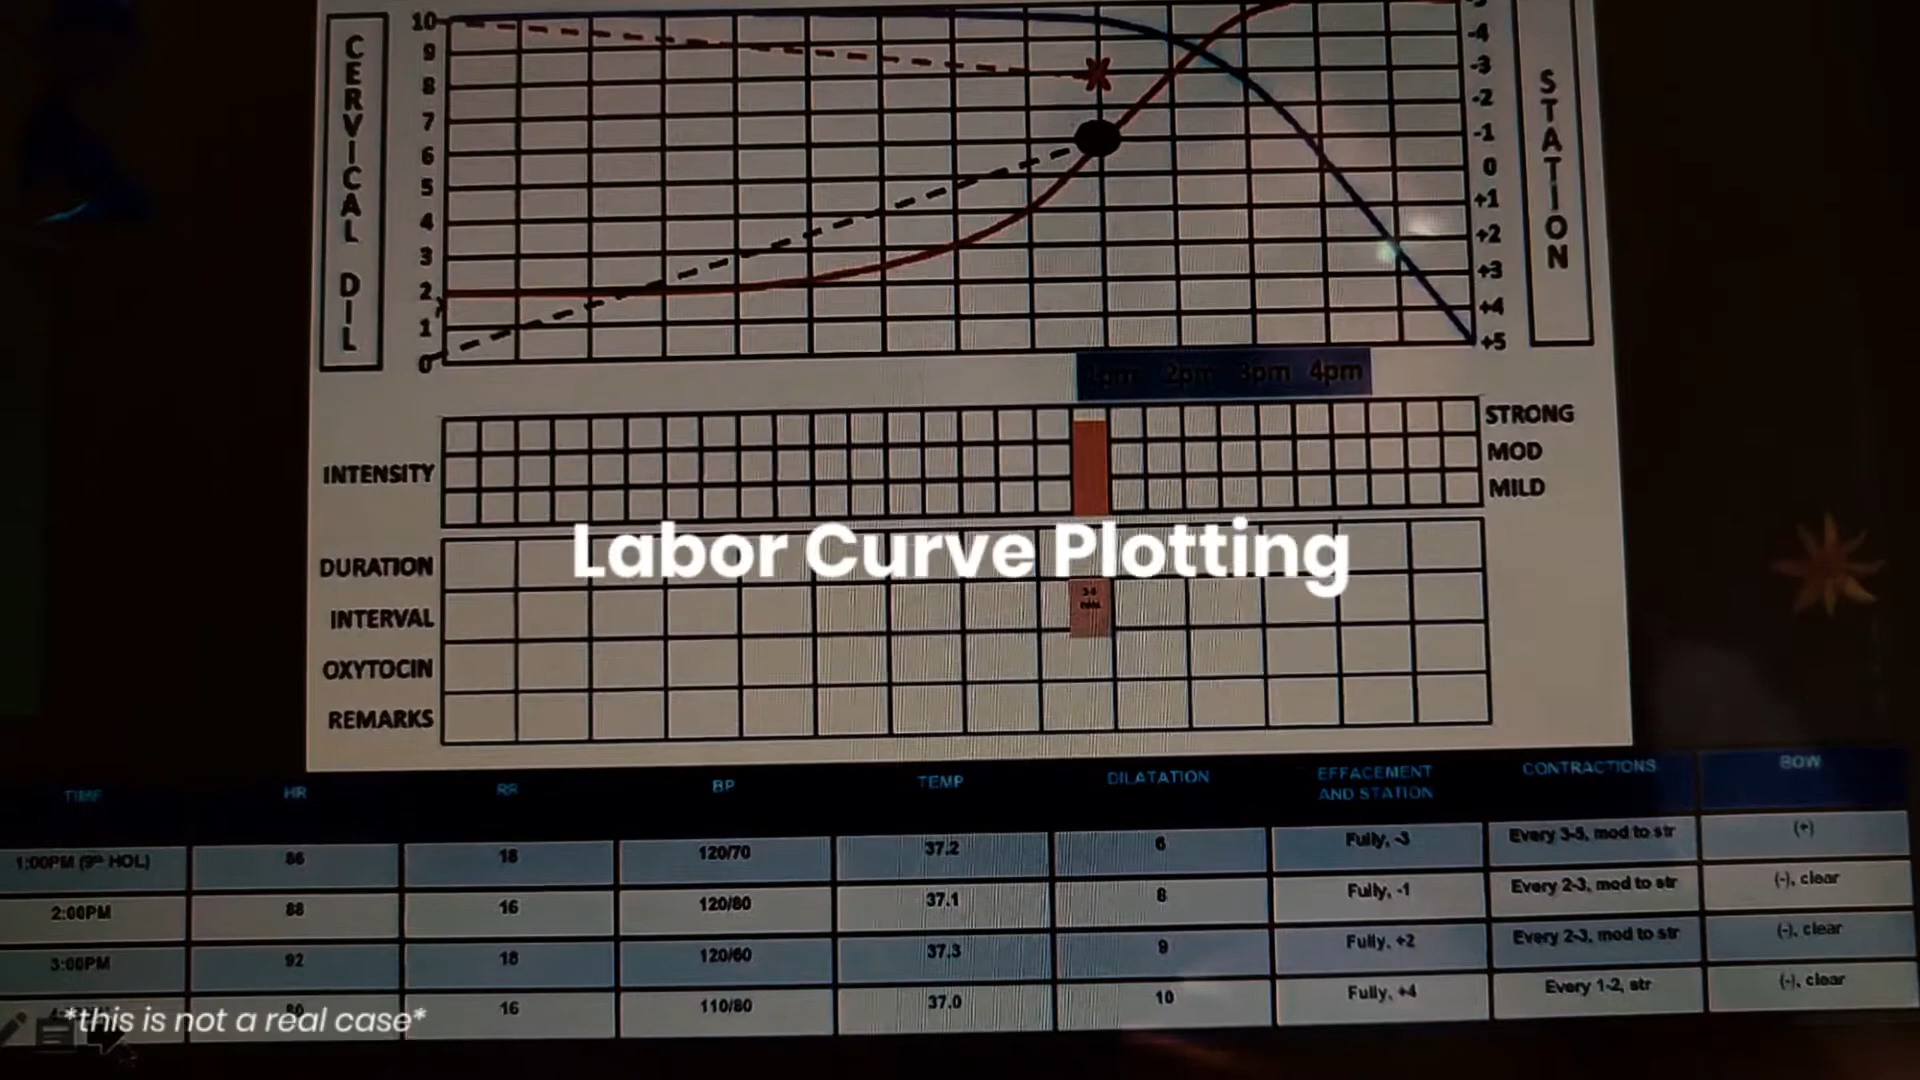 CERVICAL DIL
10
9
8
7
6
5
4
3
2
1
0
-4
-3
-2
-1
0
+1
+2
+3
+4
+5
STATION
1pm 2pm 3pm 4pm
INTENSITY
STRONG
MOD
MILD
Labor Curve Plotting
DURATION
INTERVAL
OXYTOCIN
REMARKS
TIME HR RR BP TEMP DILATATION EFFACEMENT AND STATION CONTRACTIONS BOW
1:00PM (9th HOL) 86 18 120/70 37.2 6 Fully, -3 Every 3-5, mod to str (+)
2:00PM 88 16 120/80 37.1 8 Fully, -1 Every 2-3, mod to str (-), clear
3:00PM 92 18 120/60 37.3 9 Fully, +2 Every 2-3, mod to str (-), clear
16 110/80 37.0 10 Fully, +4 Every 1-2, str (-), clear
*this is not a real case*